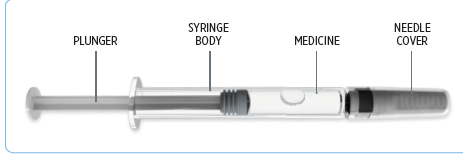 PLUNGER
SYRINGE
BODY
MEDICINE
NEEDLE
COVER